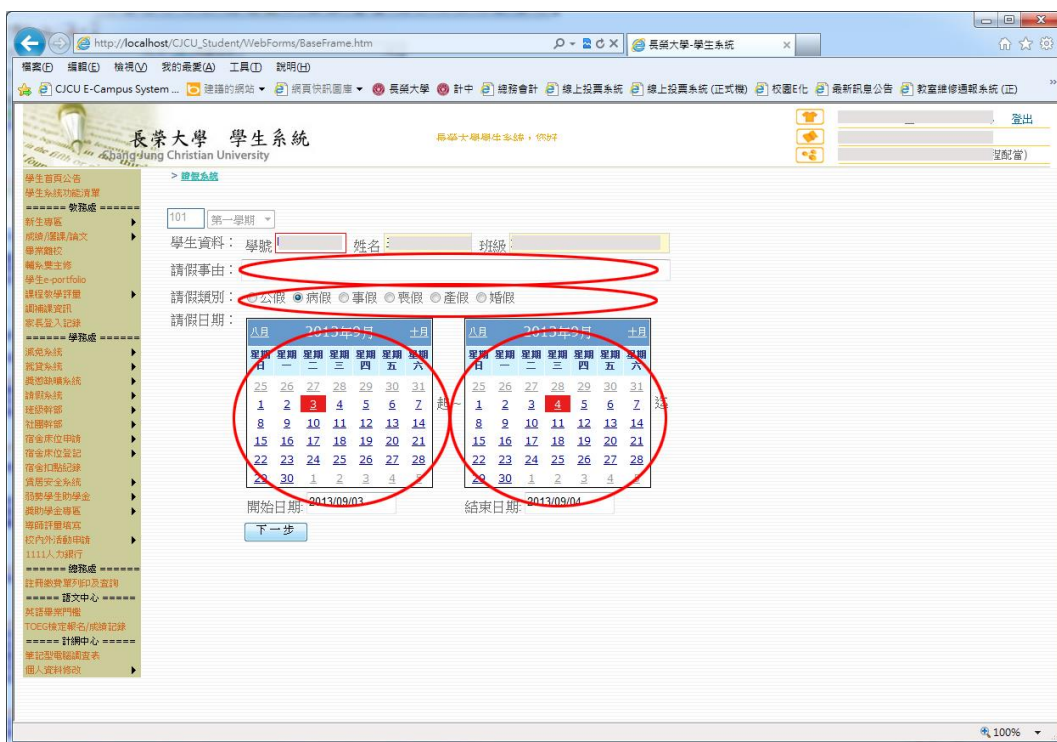 http://localhost/CJCU_Student/WebForms/BaseFrame.htm
長榮大學-學生系統
檔案(F) 編輯(E) 檢視(V) 我的最愛(A) 工具(T) 說明(H)
CJCU E-Campus System ... 建議的網站 網頁快訊圖庫 長榮大學 計中 總務會計 線上投票系統 線上投票系統 (正式機) 校園E化 最新訊息公告 教室維修通報系統 (正)
長榮大學 學生系統
Chang Jung Christian University
長榮大學學生系統，您好
登出
程配當)
> 請假系統
學生首頁公告
學生系統功能清單
====== 教務處 ======
新生專區
成績/選課/論文
畢業離校
輔系雙主修
學生e-portfolio
課程教學評量
調補課資訊
家長登入記錄
====== 學務處 ======
減免系統
就貸系統
獎懲缺曠系統
請假系統
班級幹部
社團幹部
宿舍床位申請
宿舍床位登記
宿舍扣點記錄
賃居安全系統
弱勢學生助學金
獎助學金專區
導師評量填寫
校內外活動申請
1111人力銀行
====== 總務處 ======
註冊繳費單列印及查詢
===== 語文中心 =====
英語畢業門檻
TOEG檢定報名/成績記錄
===== 計網中心 =====
筆記型電腦調查表
個人資料修改
101 第一學期
學生資料： 學號 姓名 班級
請假事由：
請假類別： 公假 病假 事假 喪假 產假 婚假
請假日期：
八月 2013年9月 十月
星期日 星期一 星期二 星期三 星期四 星期五 星期六
25 26 27 28 29 30 31
1 2 3 4 5 6 7
8 9 10 11 12 13 14
15 16 17 18 19 20 21
22 23 24 25 26 27 28
29 30 1 2 3 4 5
開始日期: 2013/09/03
起~
八月 2013年9月 十月
星期日 星期一 星期二 星期三 星期四 星期五 星期六
25 26 27 28 29 30 31
1 2 3 4 5 6 7
8 9 10 11 12 13 14
15 16 17 18 19 20 21
22 23 24 25 26 27 28
29 30 1 2 3 4 5
迄
結束日期: 2013/09/04
下一步
100%